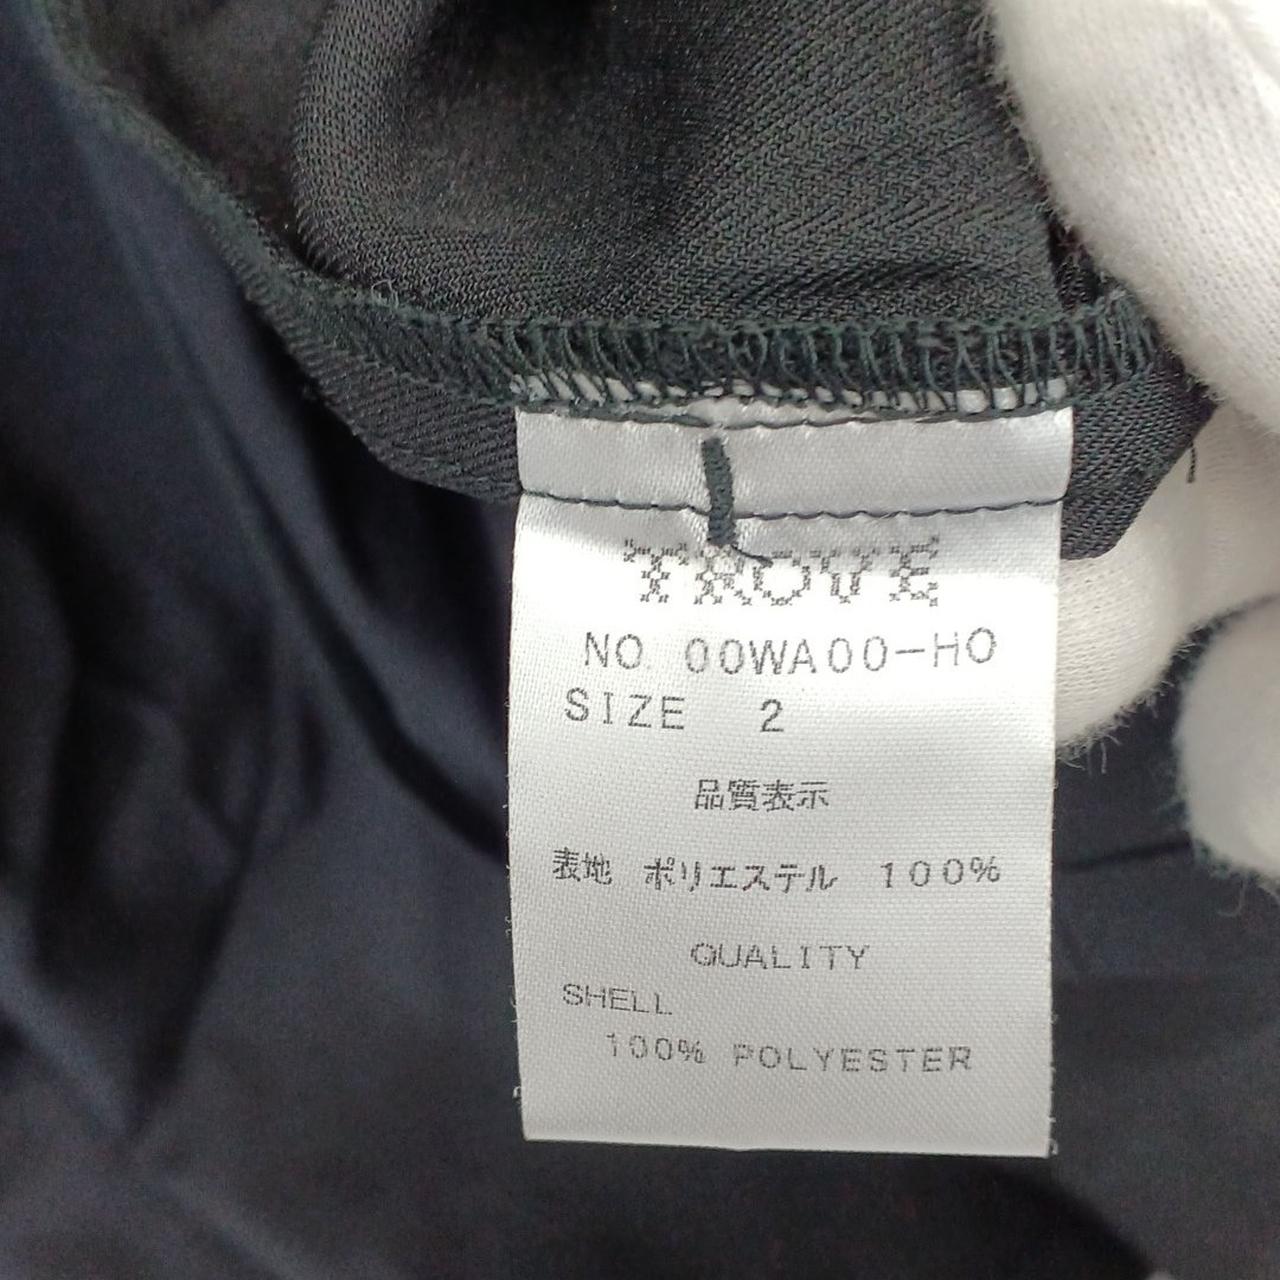 TROVE
NO. 00WA00-HO
SIZE 2
品質表示
表地 ポリエステル 100%
QUALITY
SHELL
100% POLYESTER